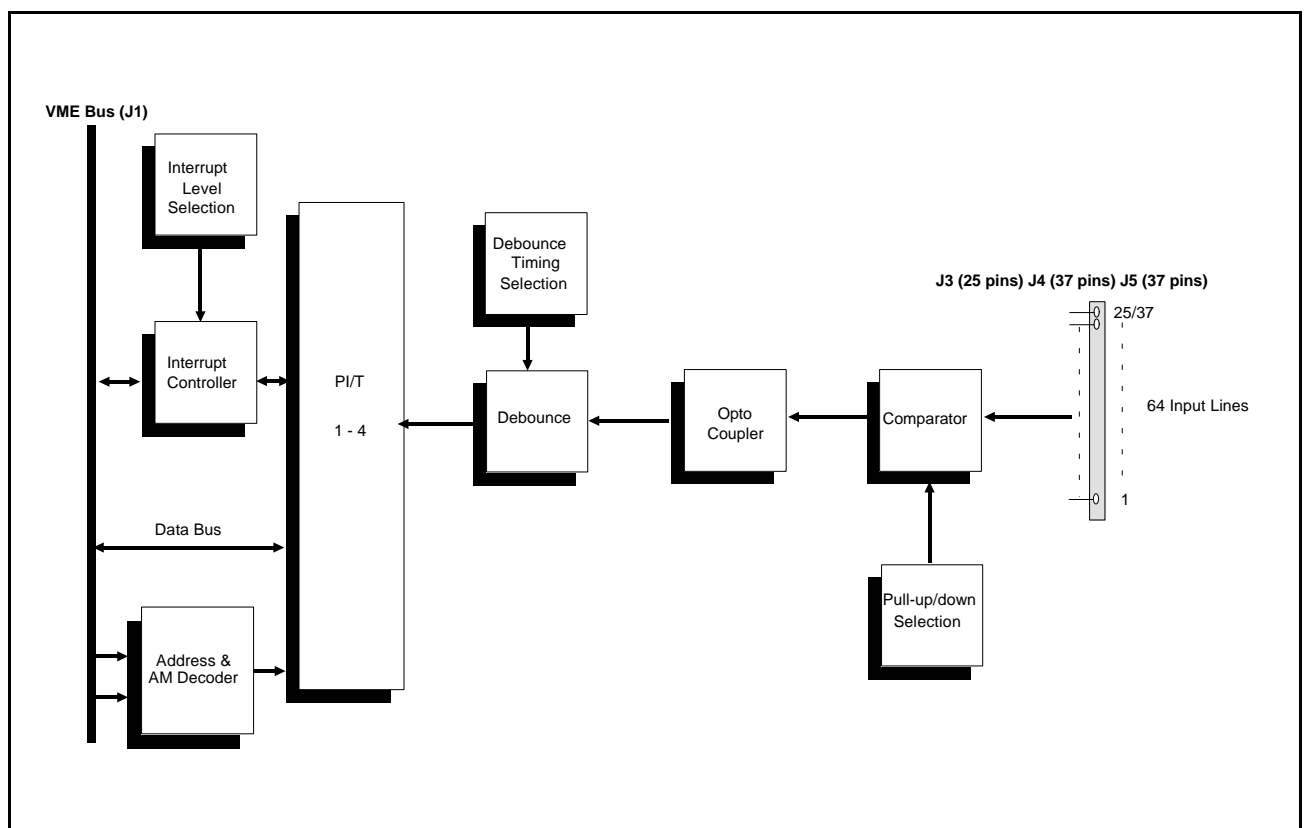 VME Bus (J1)
Interrupt
Level
Selection
Debounce
Timing
Selection
J3 (25 pins) J4 (37 pins) J5 (37 pins)
25/37
Interrupt
Controller
PI/T
1 - 4
Debounce
Opto
Coupler
Comparator
64 Input Lines
1
Data Bus
Pull-up/down
Selection
Address &
AM Decoder